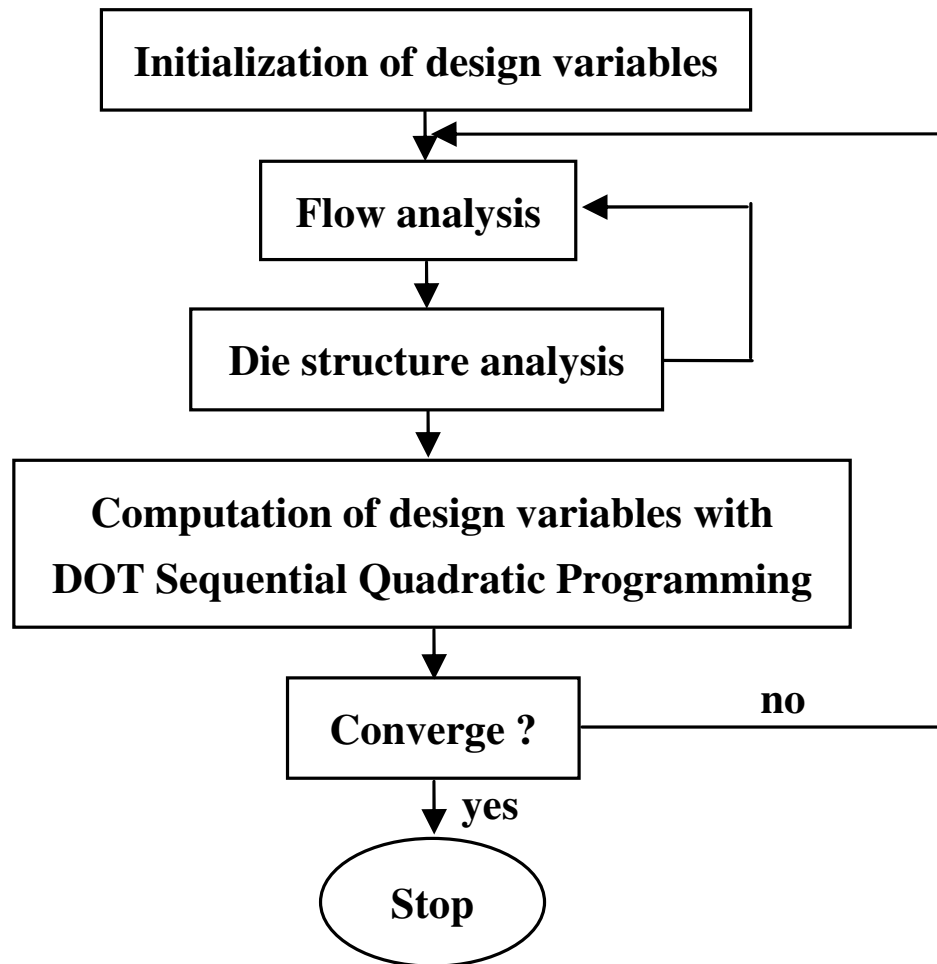 Initialization of design variables
Flow analysis
Die structure analysis
Computation of design variables with
DOT Sequential Quadratic Programming
Converge ?
no
yes
Stop